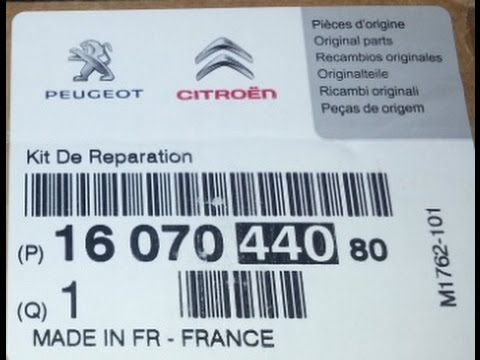 PEUGEOT
CITROËN
Pièces d'origine
Original parts
Recambios originales
Originalteile
Ricambi originali
Peças de origem
Kit De Reparation
(P) 16 070 440 80
(Q) 1
MADE IN FR - FRANCE
M1762-101